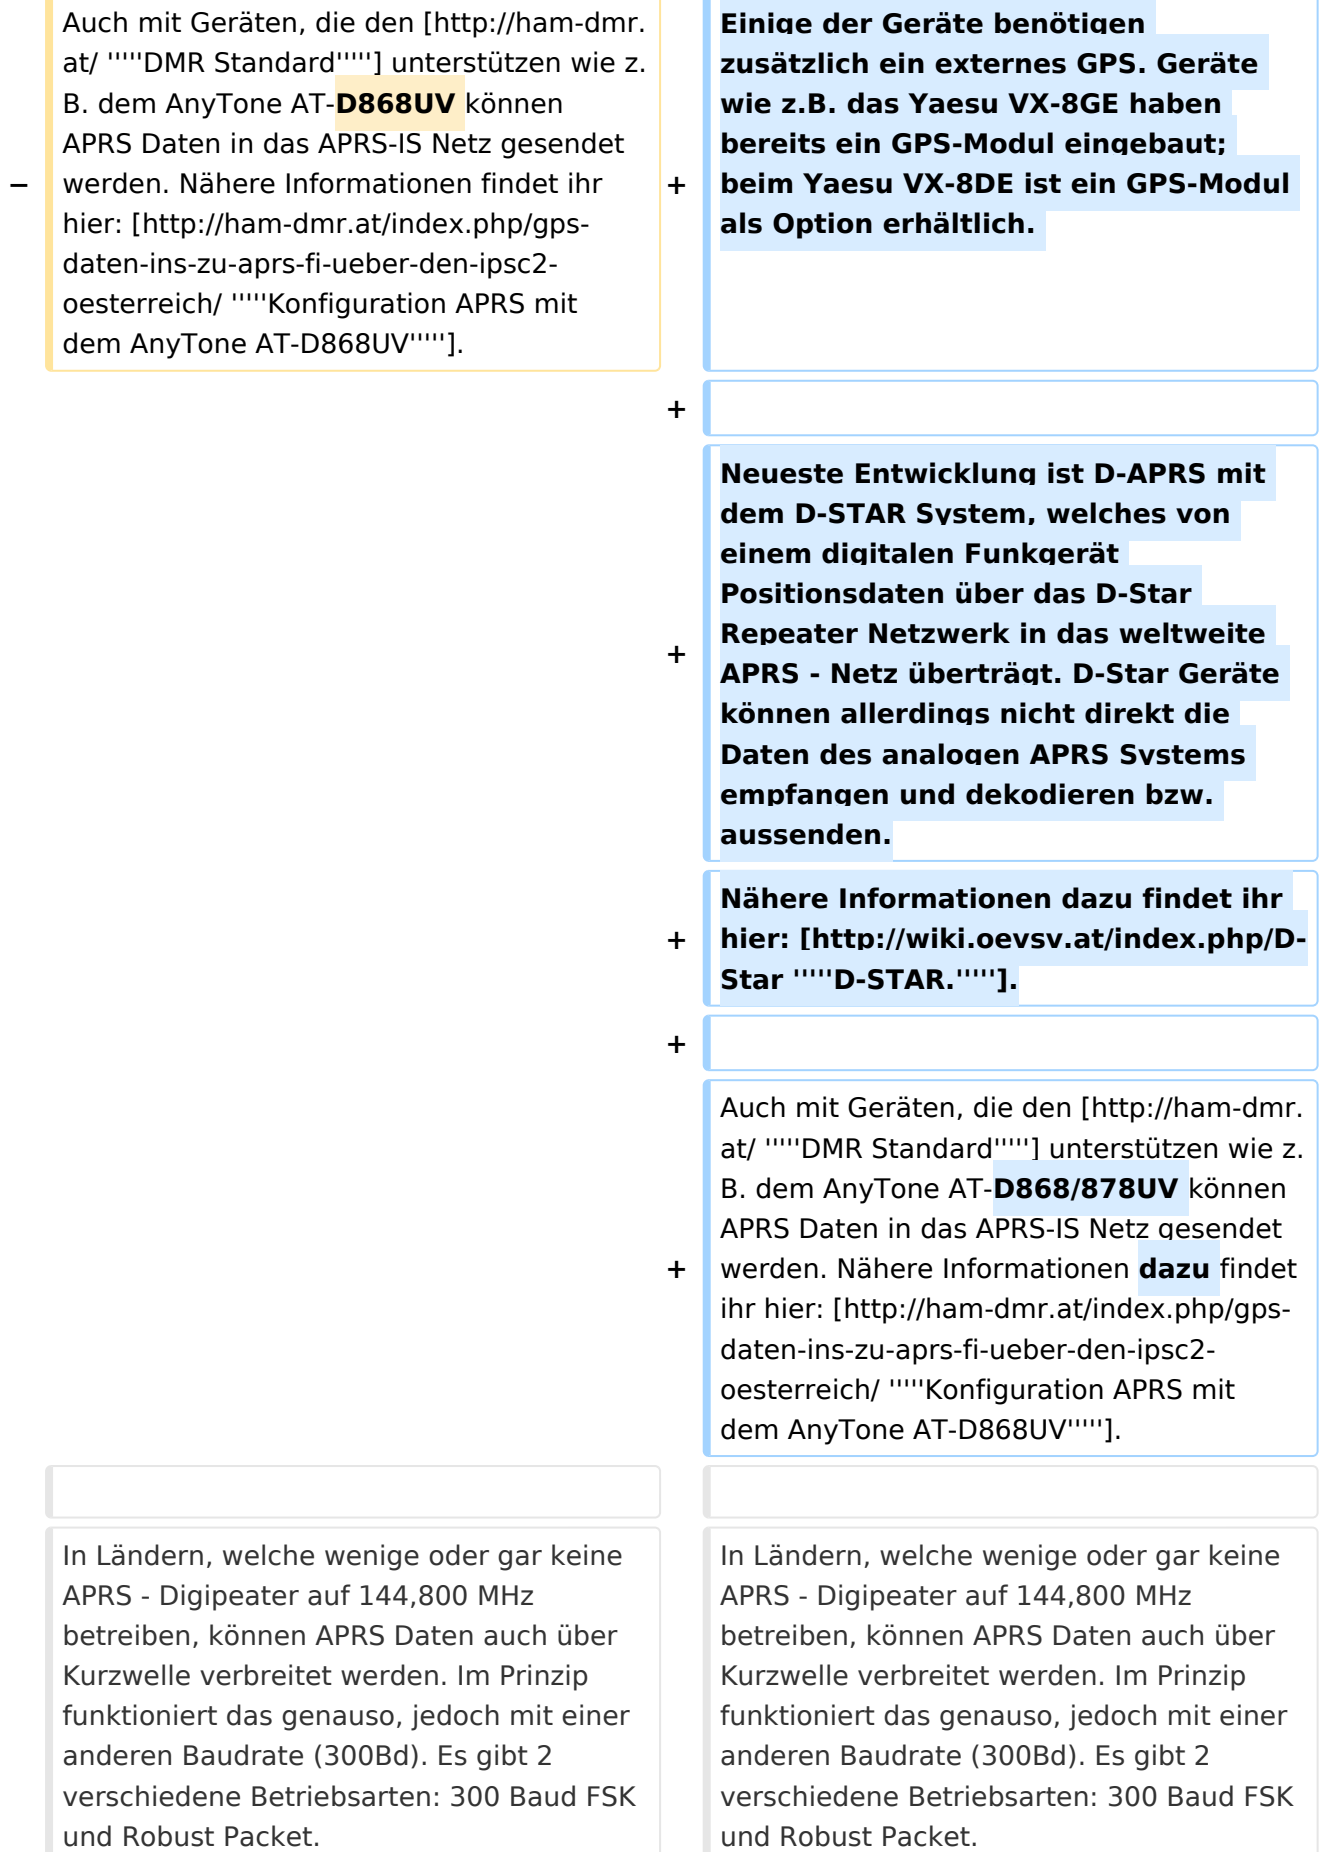 Auch mit Geräten, die den [http://ham-dmr.
at/ '''''DMR Standard'''''] unterstützen wie z.
B. dem AnyTone AT-D868UV können
APRS Daten in das APRS-IS Netz gesendet
− werden. Nähere Informationen findet ihr
hier: [http://ham-dmr.at/index.php/gps-
daten-ins-zu-aprs-fi-ueber-den-ipsc2-
oesterreich/ '''''Konfiguration APRS mit
dem AnyTone AT-D868UV'''''].
Einige der Geräte benötigen
zusätzlich ein externes GPS. Geräte
wie z.B. das Yaesu VX-8GE haben
bereits ein GPS-Modul eingebaut;
+ beim Yaesu VX-8DE ist ein GPS-Modul
als Option erhältlich.
+
Neueste Entwicklung ist D-APRS mit
dem D-STAR System, welches von
einem digitalen Funkgerät
Positionsdaten über das D-Star
Repeater Netzwerk in das weltweite
+
APRS - Netz überträgt. D-Star Geräte
können allerdings nicht direkt die
Daten des analogen APRS Systems
empfangen und dekodieren bzw.
aussenden.
Nähere Informationen dazu findet ihr
+ hier: [http://wiki.oevsv.at/index.php/D-
Star '''''D-STAR.'''''].
+
Auch mit Geräten, die den [http://ham-dmr.
at/ '''''DMR Standard'''''] unterstützen wie z.
B. dem AnyTone AT-D868/878UV können
APRS Daten in das APRS-IS Netz gesendet
+ werden. Nähere Informationen dazu findet
ihr hier: [http://ham-dmr.at/index.php/gps-
daten-ins-zu-aprs-fi-ueber-den-ipsc2-
oesterreich/ '''''Konfiguration APRS mit
dem AnyTone AT-D868UV'''''].
In Ländern, welche wenige oder gar keine
APRS - Digipeater auf 144,800 MHz
betreiben, können APRS Daten auch über
Kurzwelle verbreitet werden. Im Prinzip
funktioniert das genauso, jedoch mit einer
anderen Baudrate (300Bd). Es gibt 2
verschiedene Betriebsarten: 300 Baud FSK
und Robust Packet.
In Ländern, welche wenige oder gar keine
APRS - Digipeater auf 144,800 MHz
betreiben, können APRS Daten auch über
Kurzwelle verbreitet werden. Im Prinzip
funktioniert das genauso, jedoch mit einer
anderen Baudrate (300Bd). Es gibt 2
verschiedene Betriebsarten: 300 Baud FSK
und Robust Packet.